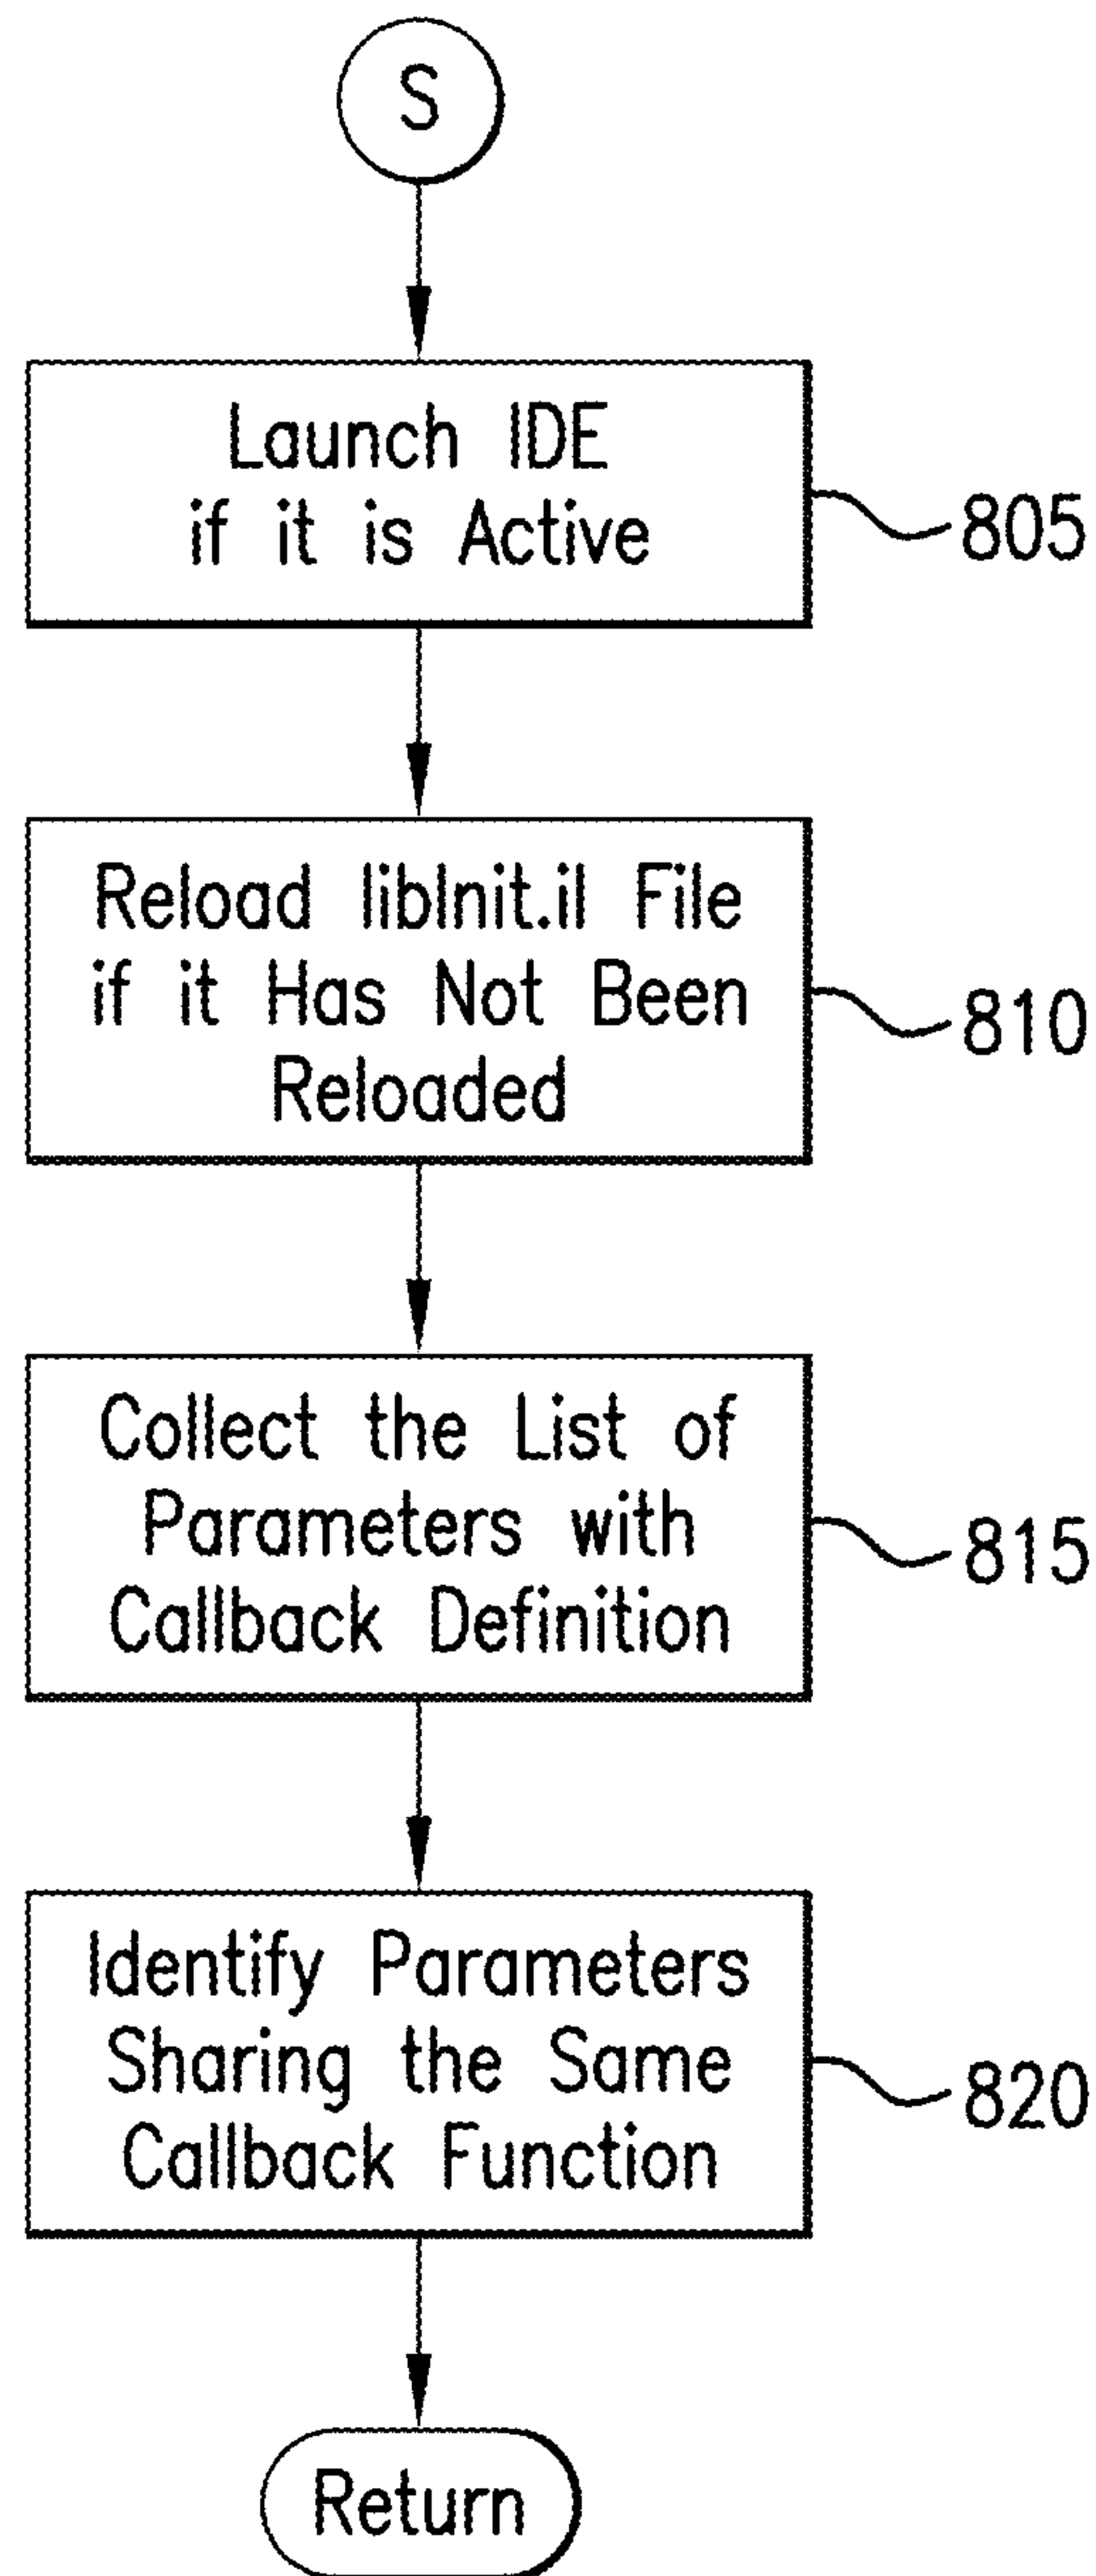 S
Launch IDE
if it is Active
805
Reload libInit.il File
if it Has Not Been
Reloaded
810
Collect the List of
Parameters with
Callback Definition
815
Identify Parameters
Sharing the Same
Callback Function
820
Return